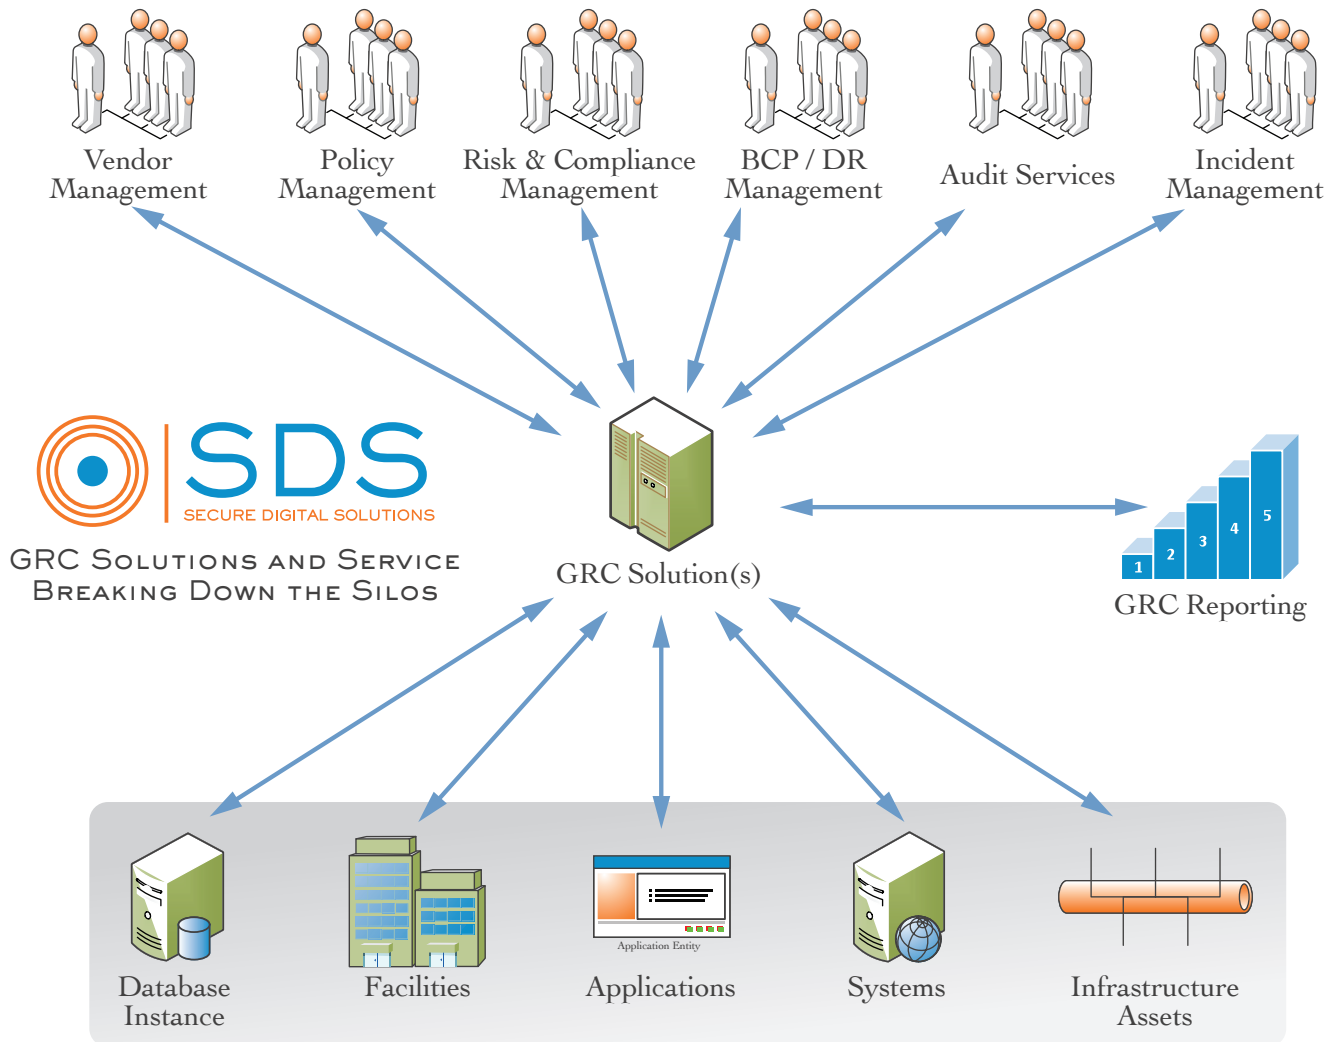 Vendor
Management
Policy
Management
Risk & Compliance
Management
BCP / DR
Management
Audit Services
Incident
Management
SDS
SECURE DIGITAL SOLUTIONS
GRC SOLUTIONS AND SERVICE
BREAKING DOWN THE SILOS
GRC Solution(s)
1
2
3
4
5
GRC Reporting
Application Entity
Database
Instance
Facilities
Applications
Systems
Infrastructure
Assets